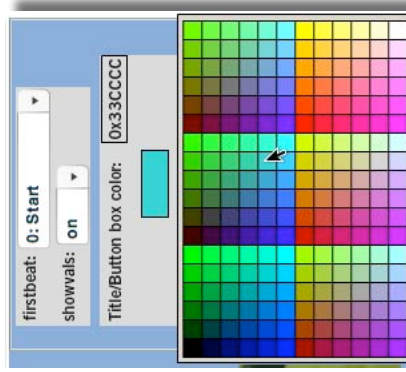 firstbeat: 0: Start
showvals: on
Title/Button box color: 0x33CCCC